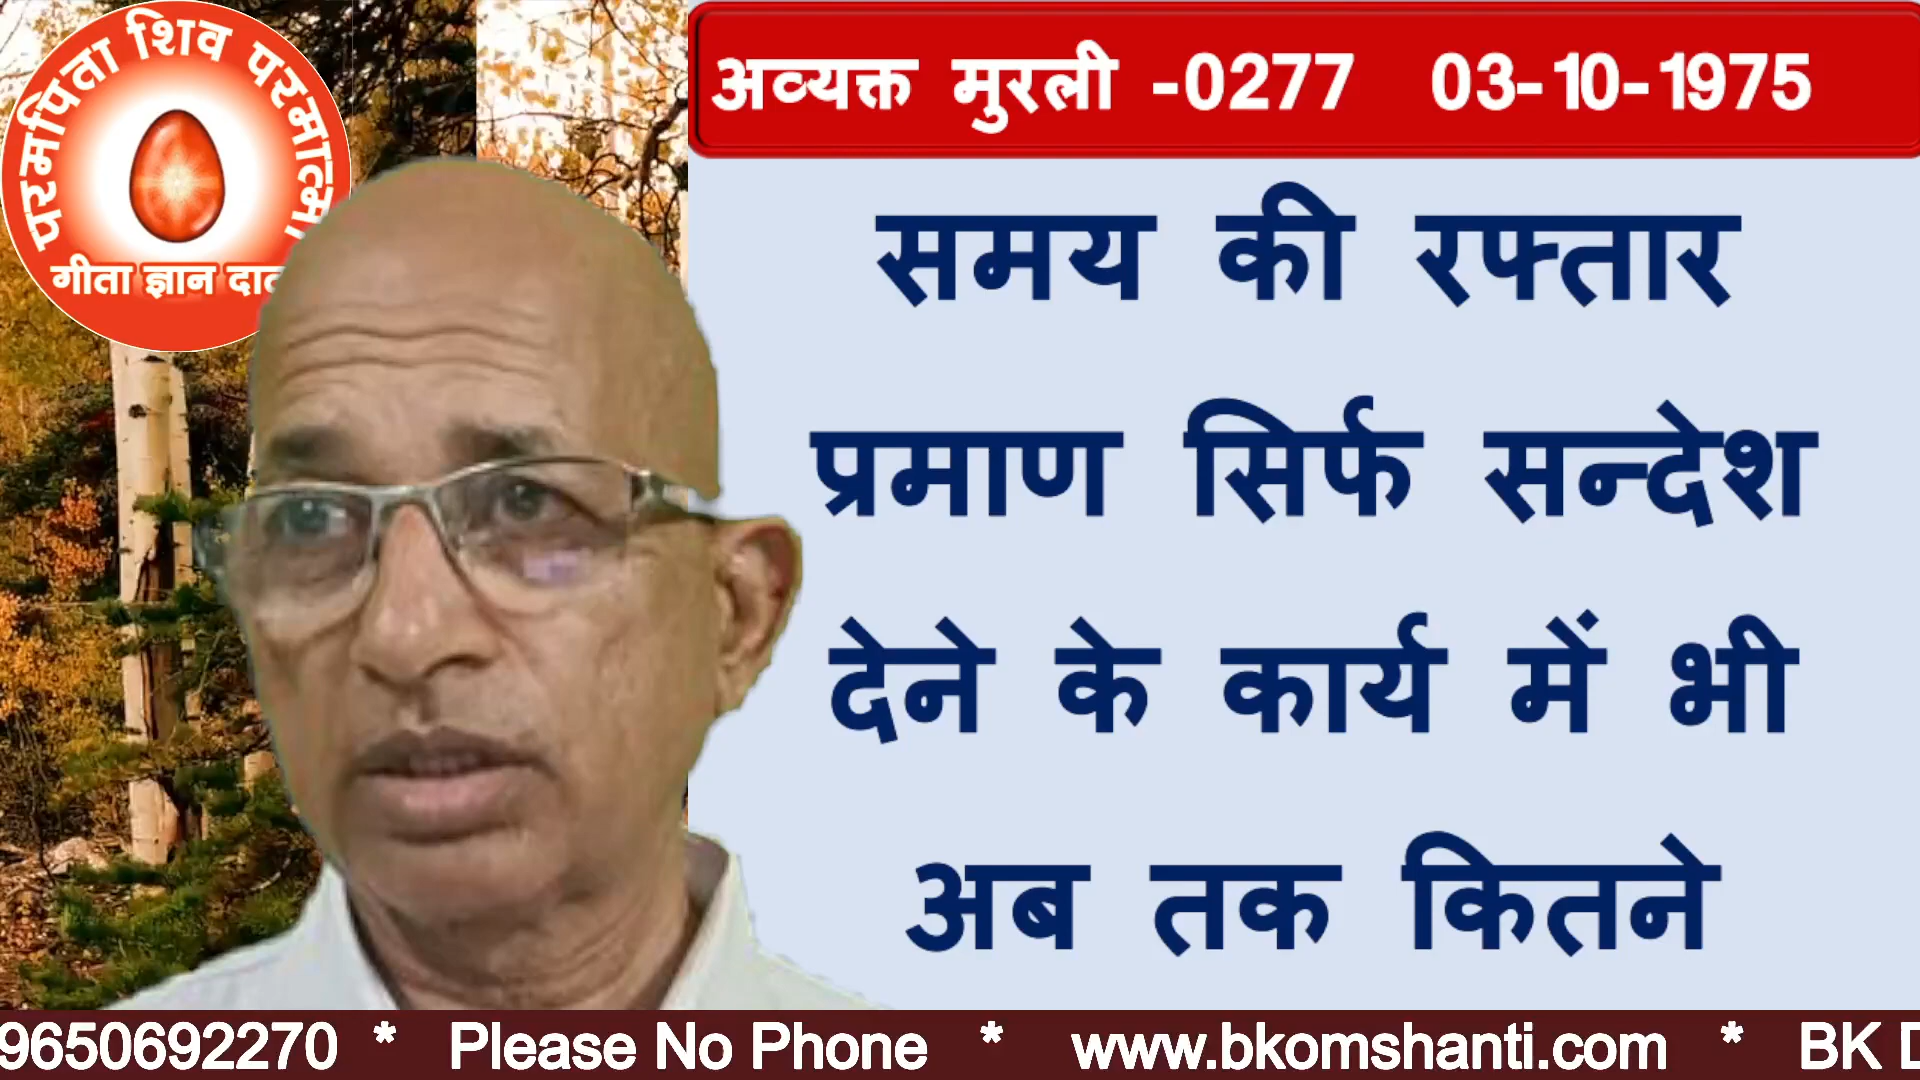 परमपिता शिव परमात्मा
गीता ज्ञान
अव्यक्त मुरली -0277 03-10-1975
समय की रफ्तार
प्रमाण सिर्फ सन्देश
देने के कार्य में भी
अब तक कितने
9650692270 * Please No Phone * www.bkomshanti.com * BK